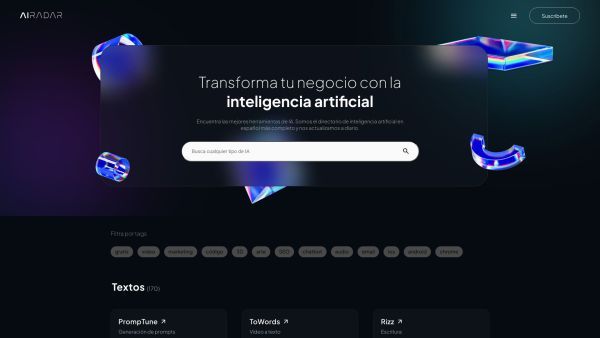 AIRADAR
Suscríbete
Transforma tu negocio con la
inteligencia artificial
Encuentra las mejores herramientas de IA. Somos el directorio de inteligencia artificial en
español más completo y nos actualizamos a diario.
Busca cualquier tipo de IA
Filtra por tags
gratis video marketing código 3D arte SEO chatbot audio email ios android chrome
Textos (170)
PrompTune ToWords Rizz
Generación de prompts Video a texto Escritura